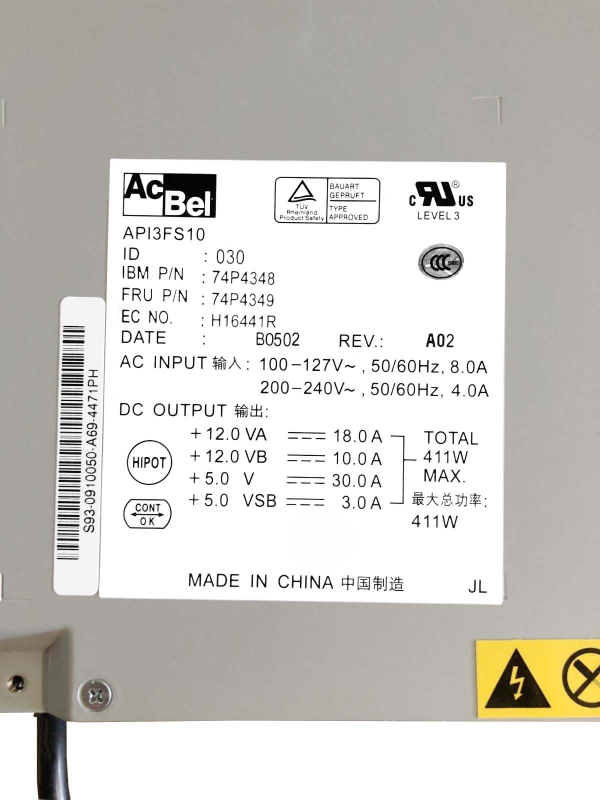 AcBel
TÜV
Rheinland
Product Safety
BAUART
GEPRUFT
TYPE
APPROVED
c RU ® US
LEVEL 3
API3FS10
ID : 030
IBM P/N : 74P4348
FRU P/N : 74P4349
EC NO. : H16441R
DATE : B0502 REV.: A02
CCC S&E
AC INPUT 输入: 100-127V~ , 50/60Hz, 8.0A
200-240V~ , 50/60Hz, 4.0A
DC OUTPUT 输出:
+12.0 VA 18.0 A
+12.0 VB 10.0 A
+5.0 V 30.0 A
+5.0 VSB 3.0 A
TOTAL
411W
MAX.
最大总功率:
411W
HIPOT
CONT
OK
MADE IN CHINA 中国制造 JL
S93-0910050-A69-4471PH